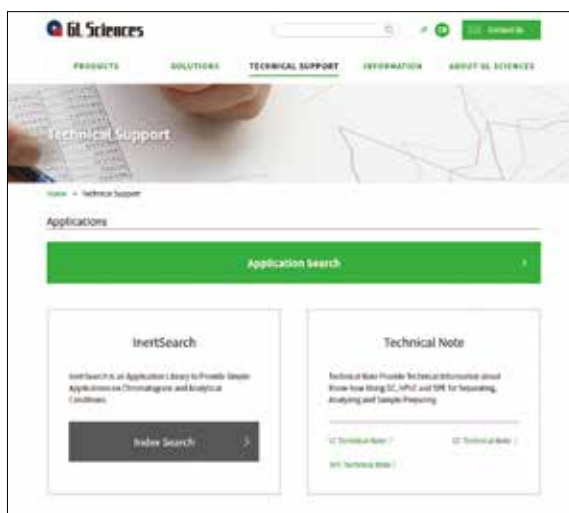 GL Sciences
JP EN Contact Us
PRODUCTS SOLUTIONS TECHNICAL SUPPORT INFORMATION ABOUT GL SCIENCES
Technical Support
Home > Technical Support
Applications
Application Search
InertSearch
InertSearch is an Application Library to Provide Simple
Applications on Chromatogram and Analytical
Conditions.
Index Search
Technical Note
Technical Note Provide Technical Information about
Know-how Using GC, HPLC and SPE for Separating,
Analyzing and Sample Preparing
LC Technical Note
GC Technical Note
SPE Technical Note